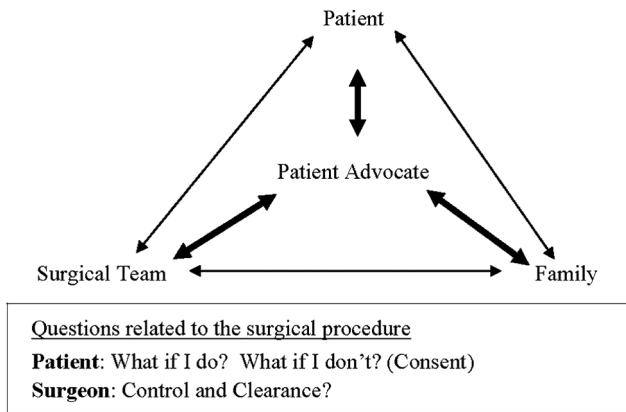 Patient
Patient Advocate
Surgical Team
Family
Questions related to the surgical procedure
Patient: What if I do?  What if I don't? (Consent)
Surgeon: Control and Clearance?